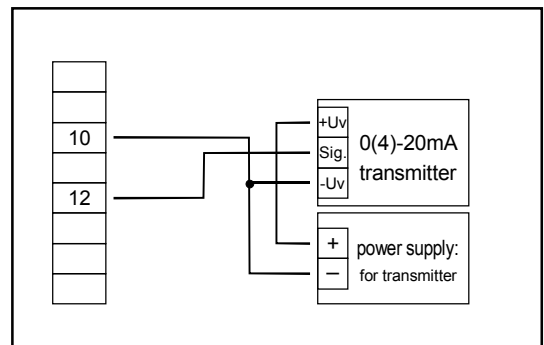 10
12
+Uv
Sig.
-Uv
0(4)-20mA
transmitter
+
−
power supply:
for transmitter